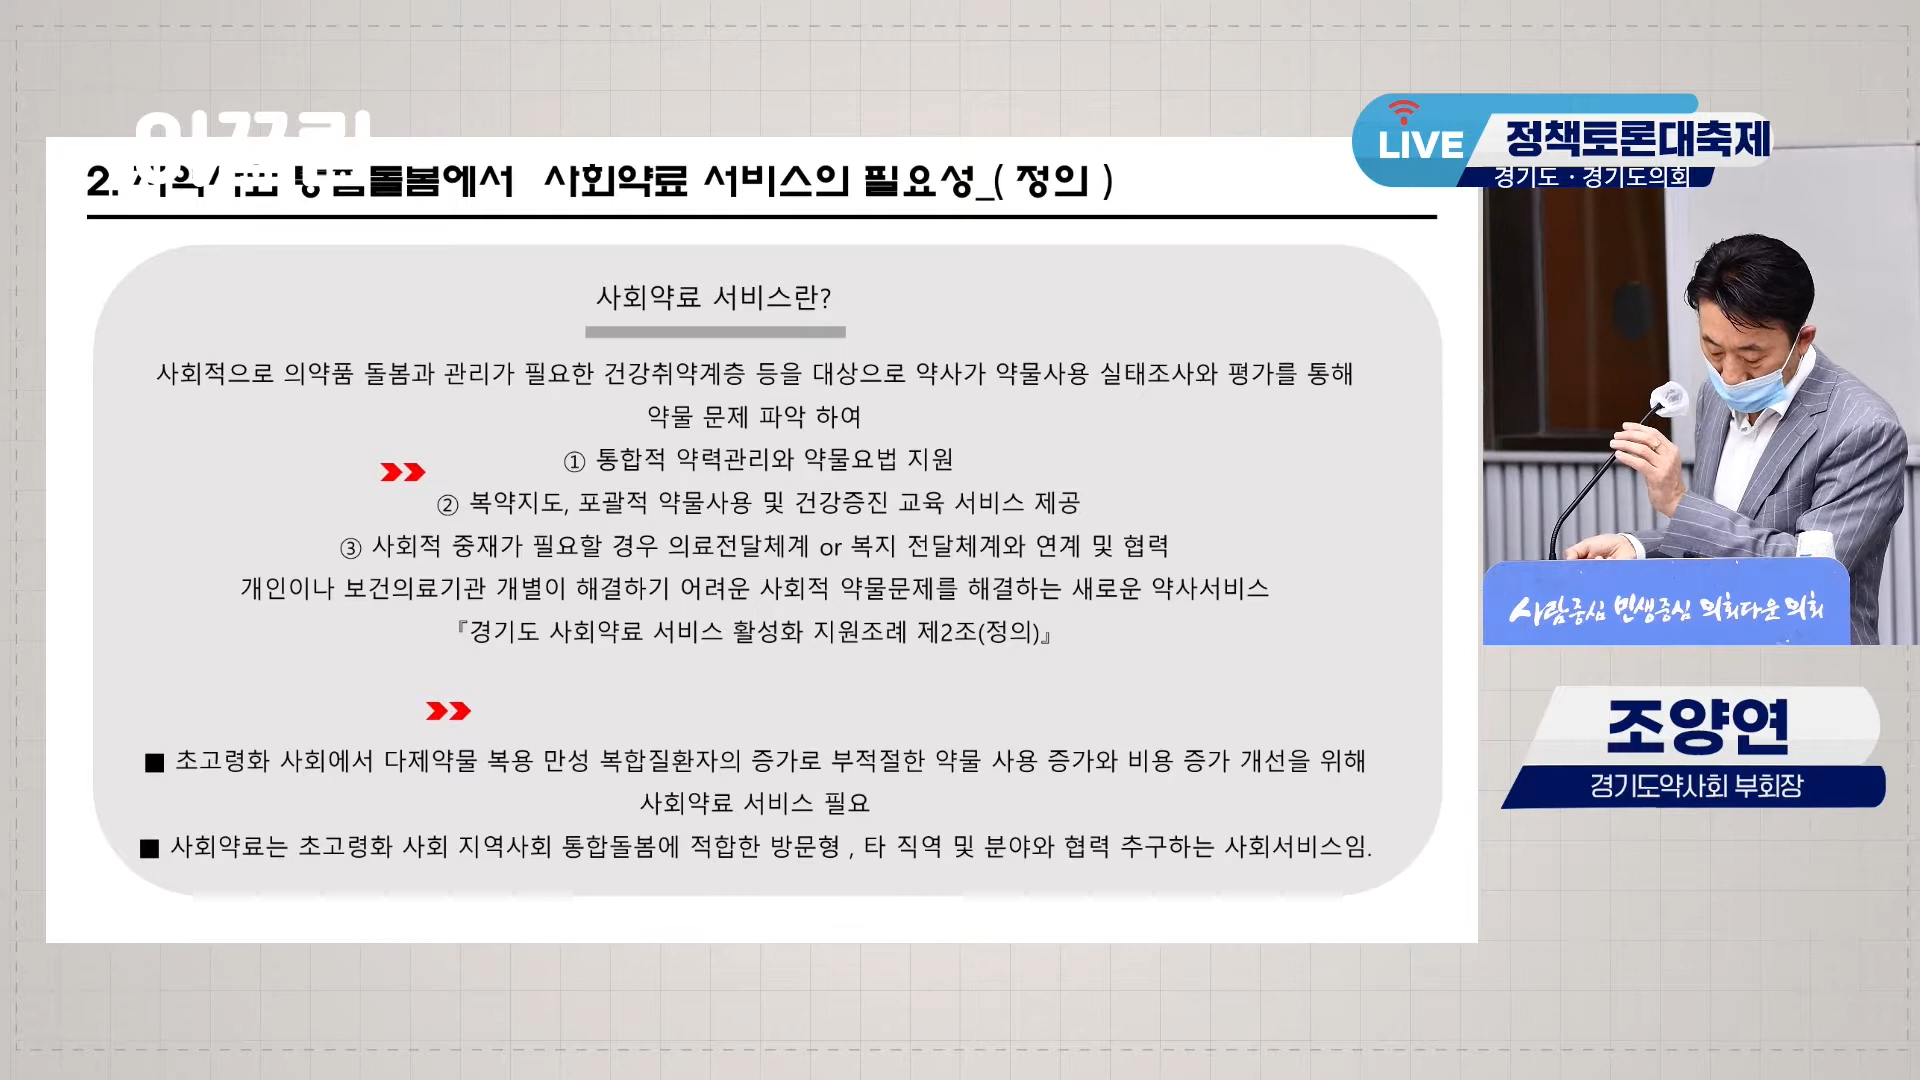 LIVE 정책토론대축제
경기도 · 경기도의회
2. 돌봄에서 사회약료 서비스의 필요성_( 정의 )
사회약료 서비스란?
사회적으로 의약품 돌봄과 관리가 필요한 건강취약계층 등을 대상으로 약사가 약물사용 실태조사와 평가를 통해
약물 문제 파악 하여
① 통합적 약력관리와 약물요법 지원
② 복약지도, 포괄적 약물사용 및 건강증진 교육 서비스 제공
③ 사회적 중재가 필요할 경우 의료전달체계 or 복지 전달체계와 연계 및 협력
개인이나 보건의료기관 개별이 해결하기 어려운 사회적 약물문제를 해결하는 새로운 약사서비스
『경기도 사회약료 서비스 활성화 지원조례 제2조(정의)』
■ 초고령화 사회에서 다제약물 복용 만성 복합질환자의 증가로 부적절한 약물 사용 증가와 비용 증가 개선을 위해
사회약료 서비스 필요
■ 사회약료는 초고령화 사회 지역사회 통합돌봄에 적합한 방문형 , 타 직역 및 분야와 협력 추구하는 사회서비스임.
사람중심 민생중심 의회다운 의회
조양연
경기도약사회 부회장